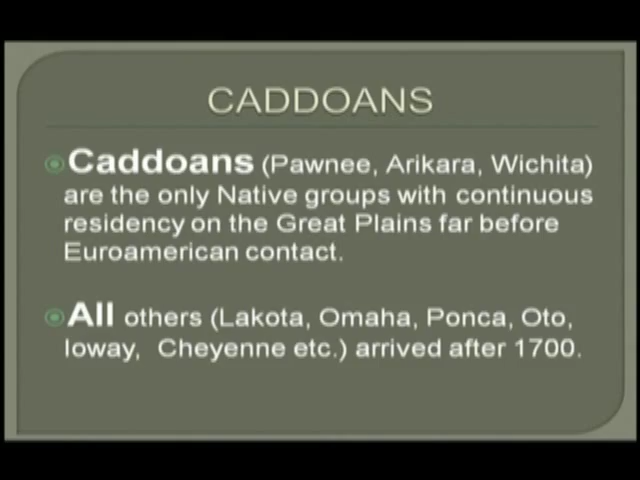 CADDOANS
Caddoans (Pawnee, Arikara, Wichita)
are the only Native groups with continuous
residency on the Great Plains far before
Euroamerican contact.
All others (Lakota, Omaha, Ponca, Oto,
Ioway, Cheyenne etc.) arrived after 1700.